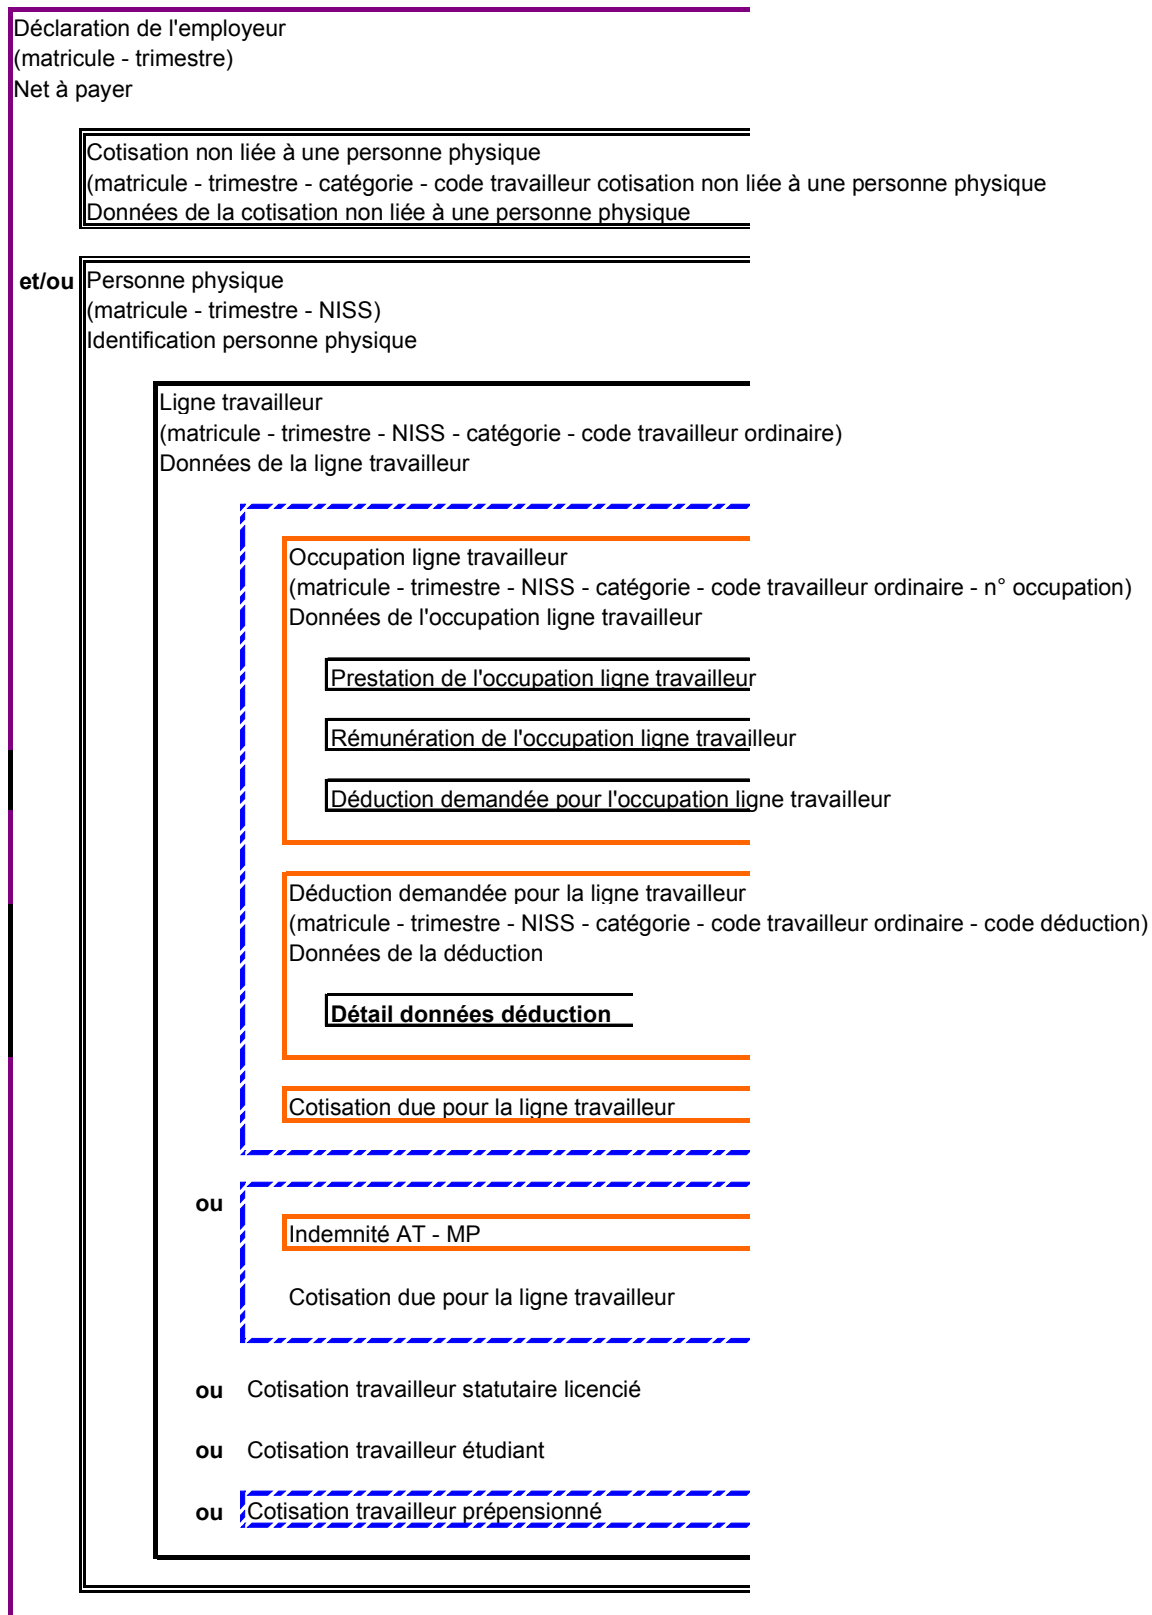 Déclaration de l'employeur
(matricule - trimestre)
Net à payer
Cotisation non liée à une personne physique
(matricule - trimestre - catégorie - code travailleur cotisation non liée à une personne physique
Données de la cotisation non liée à une personne physique
et/ou Personne physique
(matricule - trimestre - NISS)
Identification personne physique
Ligne travailleur
(matricule - trimestre - NISS - catégorie - code travailleur ordinaire)
Données de la ligne travailleur
Occupation ligne travailleur
(matricule - trimestre - NISS - catégorie - code travailleur ordinaire - n° occupation)
Données de l'occupation ligne travailleur
Prestation de l'occupation ligne travailleur
Rémunération de l'occupation ligne travailleur
Déduction demandée pour l'occupation ligne travailleur
Déduction demandée pour la ligne travailleur
(matricule - trimestre - NISS - catégorie - code travailleur ordinaire - code déduction)
Données de la déduction
Détail données déduction
Cotisation due pour la ligne travailleur
ou
Indemnité AT - MP
Cotisation due pour la ligne travailleur
ou Cotisation travailleur statutaire licencié
ou Cotisation travailleur étudiant
ou Cotisation travailleur prépensionné